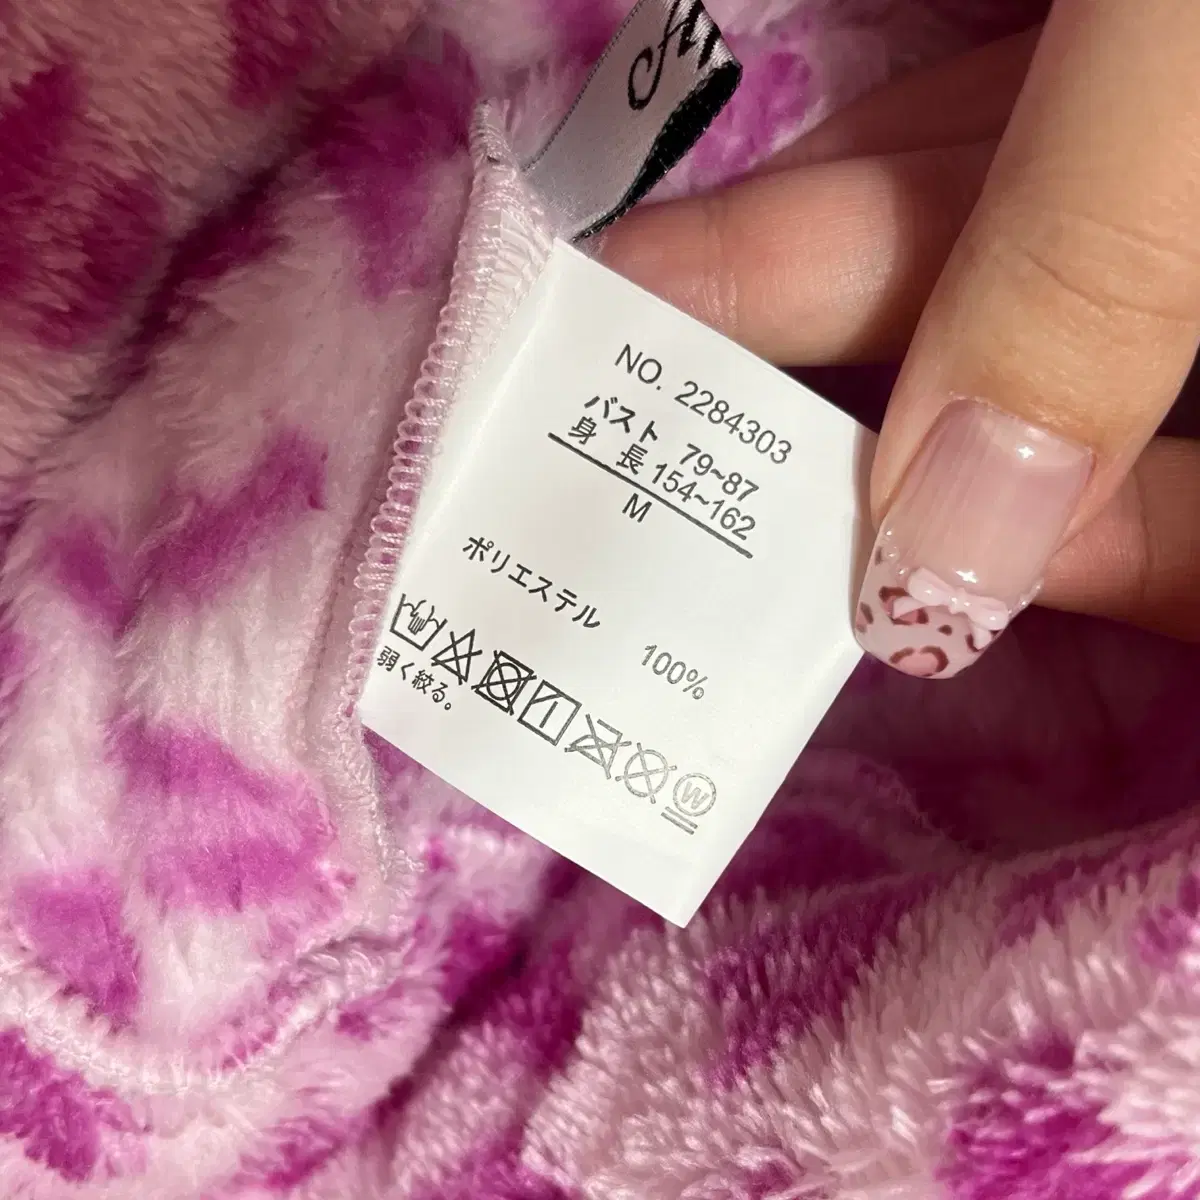 NO. 2284303
バスト 79~87
身 長 154~162
M
ポリエステル 100%
弱く絞る。
W